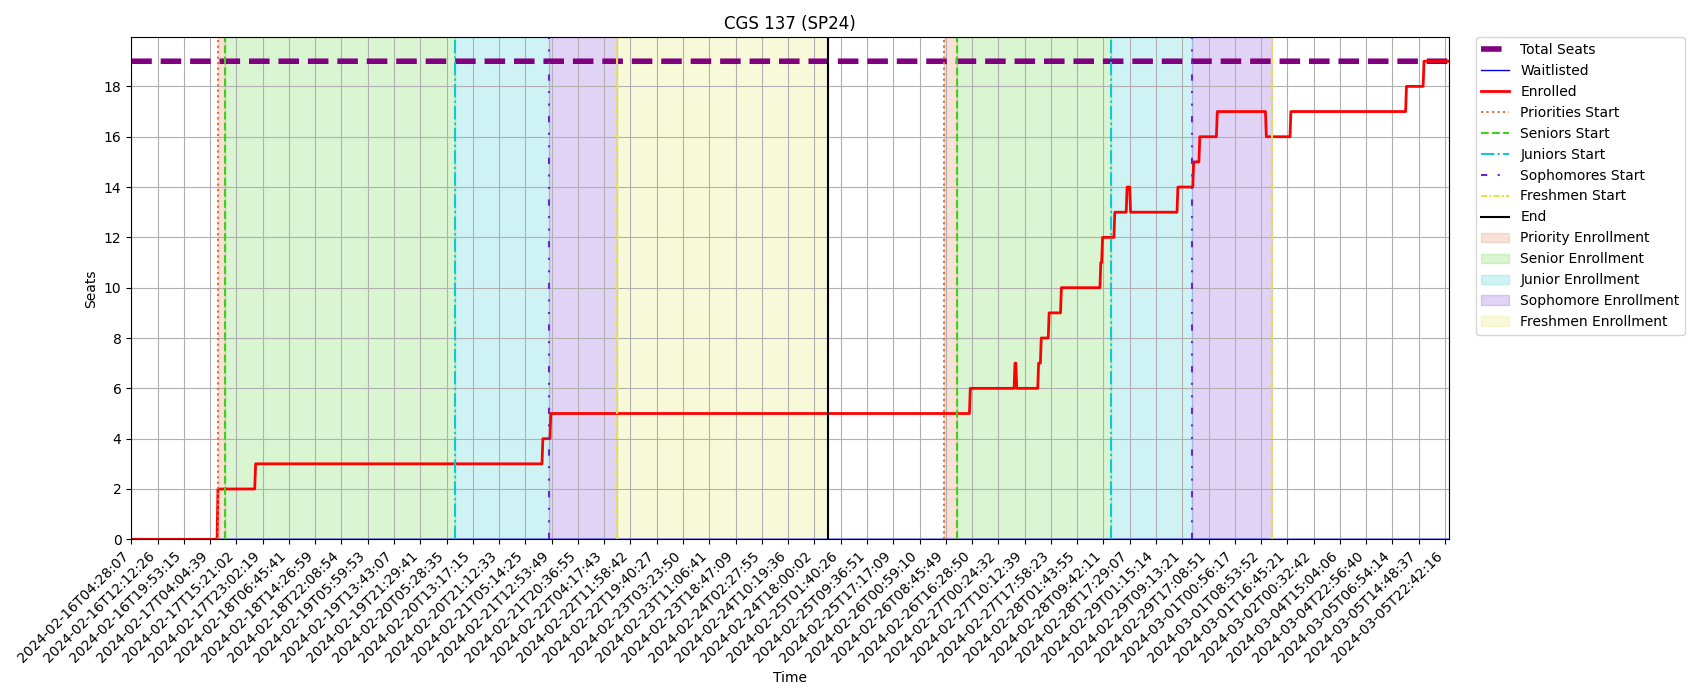 CGS 137 (SP24)
Seats
18
16
14
12
10
8
6
4
2
0
2024-02-16T04:28:07
2024-02-16T12:12:26
2024-02-16T19:53:15
2024-02-17T04:04:39
2024-02-17T15:21:02
2024-02-17T23:02:19
2024-02-18T06:45:41
2024-02-18T14:26:59
2024-02-18T22:08:54
2024-02-19T05:59:53
2024-02-19T13:43:07
2024-02-19T21:29:41
2024-02-20T05:28:35
2024-02-20T13:17:15
2024-02-20T21:12:33
2024-02-21T05:14:25
2024-02-21T12:53:49
2024-02-21T20:36:55
2024-02-22T04:17:43
2024-02-22T11:58:42
2024-02-22T19:40:27
2024-02-23T03:23:50
2024-02-23T11:06:41
2024-02-23T18:47:09
2024-02-24T02:27:55
2024-02-24T10:19:36
2024-02-24T18:00:02
2024-02-25T01:40:26
2024-02-25T09:36:51
2024-02-25T17:17:09
2024-02-26T00:59:10
2024-02-26T08:45:49
2024-02-26T16:28:50
2024-02-27T00:24:32
2024-02-27T10:12:39
2024-02-27T17:58:23
2024-02-28T01:43:55
2024-02-28T09:42:11
2024-02-28T17:29:07
2024-02-29T01:15:14
2024-02-29T09:13:21
2024-02-29T17:08:51
2024-03-01T00:56:17
2024-03-01T08:53:52
2024-03-01T16:45:21
2024-03-02T00:32:42
2024-03-04T15:04:06
2024-03-04T22:56:40
2024-03-05T06:54:14
2024-03-05T14:48:37
2024-03-05T22:42:16
Time
Total Seats
Waitlisted
Enrolled
Priorities Start
Seniors Start
Juniors Start
Sophomores Start
Freshmen Start
End
Priority Enrollment
Senior Enrollment
Junior Enrollment
Sophomore Enrollment
Freshmen Enrollment